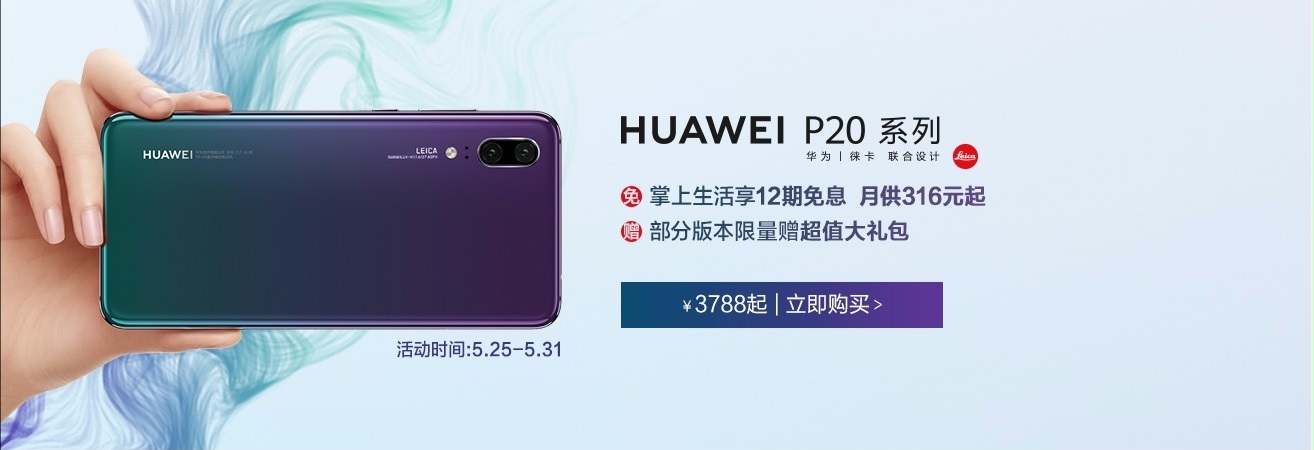 HUAWEI
LEICA
HUAWEI P20 系列
华为 | 徕卡 联合设计
Leica
免 掌上生活享12期免息 月供316元起
赠 部分版本限量赠超值大礼包
¥3788起 | 立即购买 >
活动时间:5.25-5.31